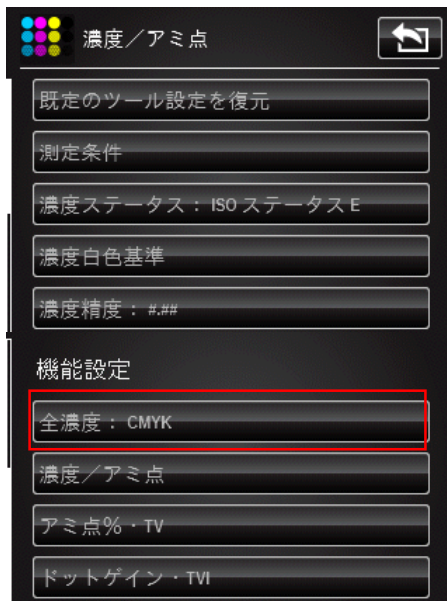 濃度／アミ点
既定のツール設定を復元
測定条件
濃度ステータス： ISO ステータス E
濃度白色基準
濃度精度： #.##
機能設定
全濃度： CMYK
濃度／アミ点
アミ点%・TV
ドットゲイン・TVI